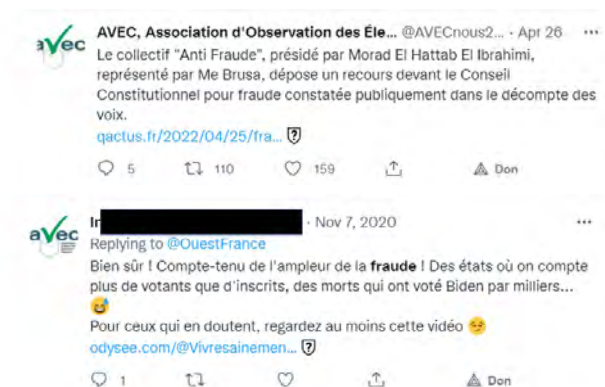 avec
AVEC, Association d'Observation des Éle... @AVECnous2... · Apr 26 ...
Le collectif "Anti Fraude", présidé par Morad El Hattab El Ibrahimi,
représenté par Me Brusa, dépose un recours devant le Conseil
Constitutionnel pour fraude constatée publiquement dans le décompte des
voix.
qactus.fr/2022/04/25/fra... ?
5 110 159 Don
avec
Ir · Nov 7, 2020 ...
Replying to @OuestFrance
Bien sûr ! Compte-tenu de l'ampleur de la fraude ! Des états où on compte
plus de votants que d'inscrits, des morts qui ont voté Biden par milliers...
😅
Pour ceux qui en doutent, regardez au moins cette vidéo 😏
odysee.com/@Vivresainemen... ?
1 Don